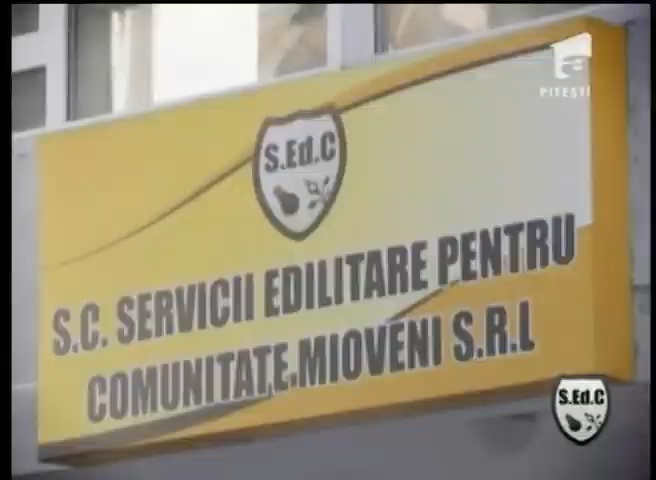 PITEȘTI
S.Ed.C
S.C. SERVICII EDILITARE PENTRU
COMUNITATE.MIOVENI S.R.L
S.Ed.C